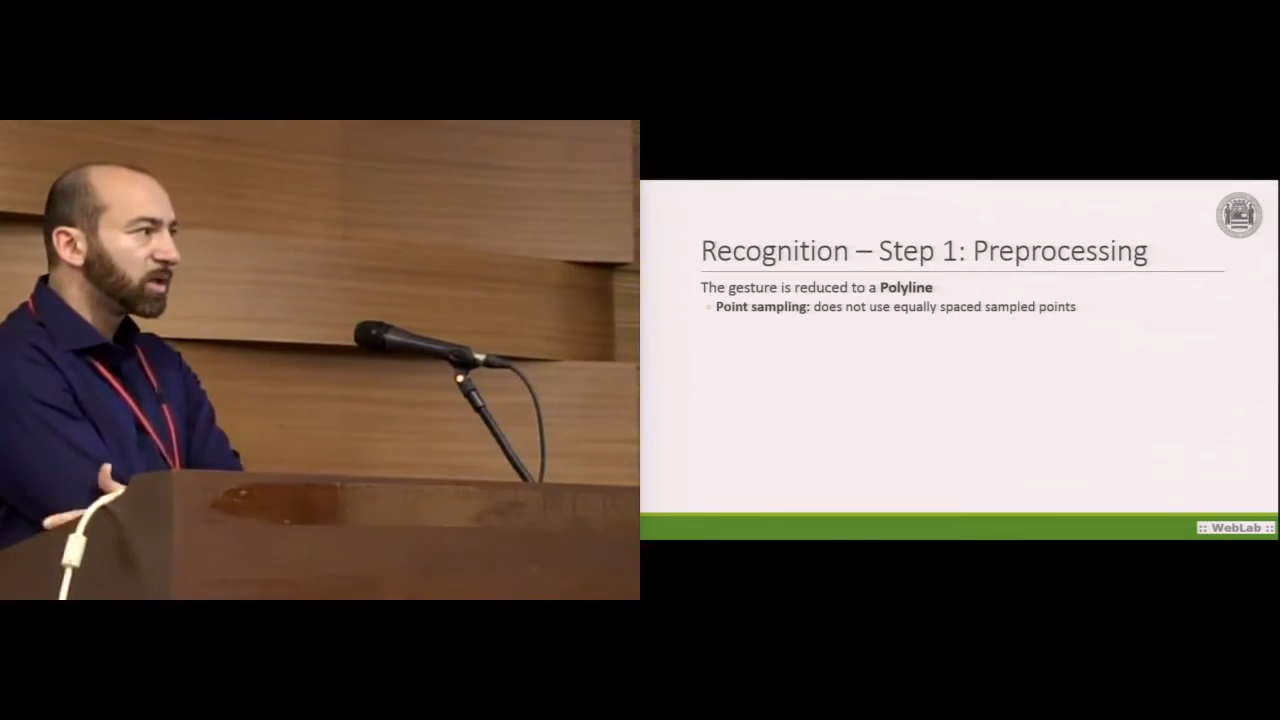 Recognition – Step 1: Preprocessing
The gesture is reduced to a Polyline
Point sampling: does not use equally spaced sampled points
:: WebLab ::